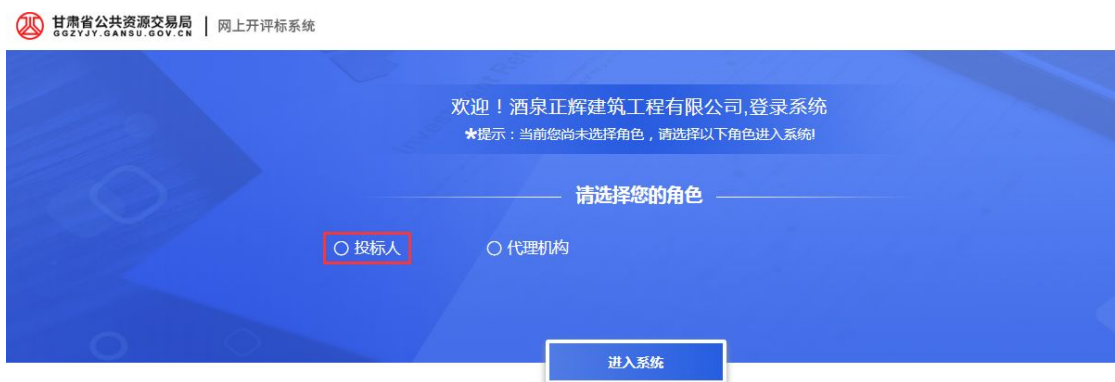 甘肃省公共资源交易局 | 网上开评标系统
GGZYJY.GANSU.GOV.CN
欢迎！酒泉正辉建筑工程有限公司,登录系统
*提示：当前您尚未选择角色，请选择以下角色进入系统!
请选择您的角色
投标人 代理机构
进入系统